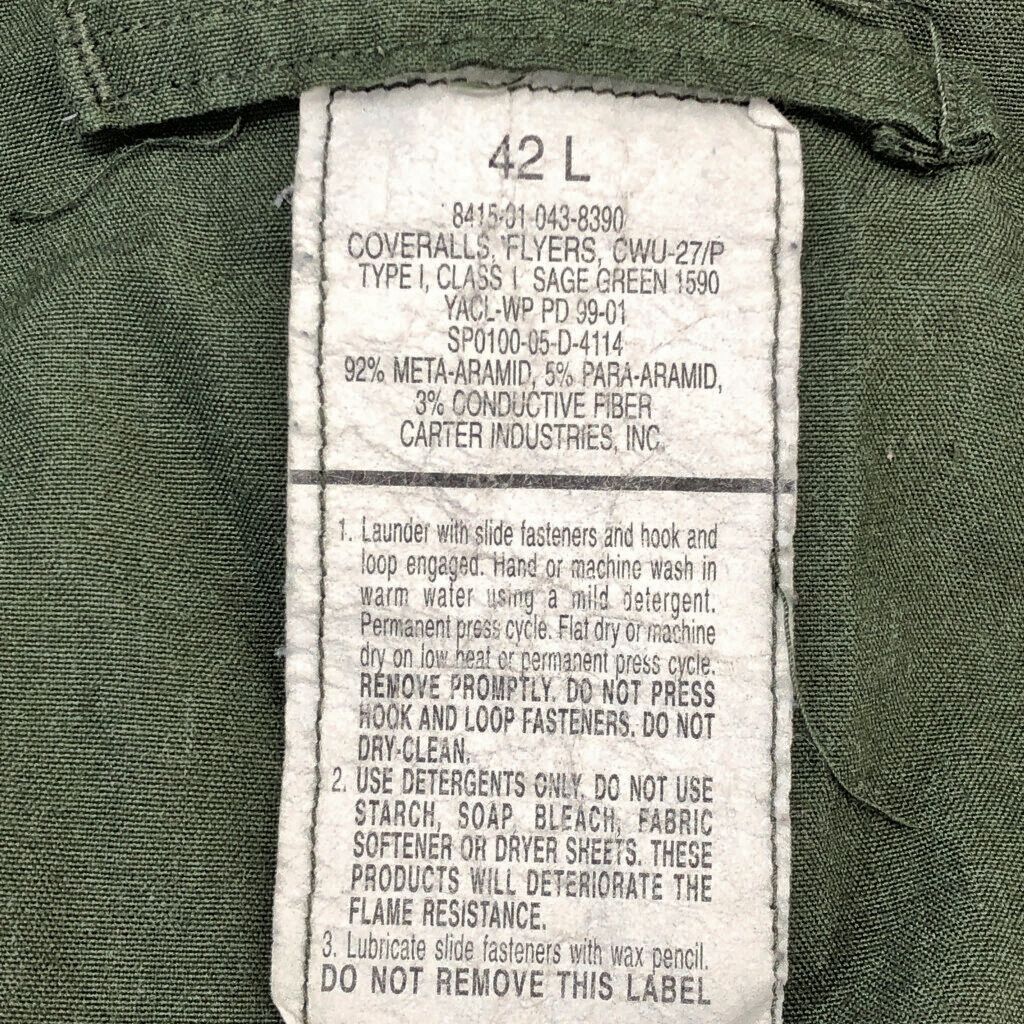 42 L
8415-01-043-8390
COVERALLS, FLYERS, CWU-27/P
TYPE I, CLASS I SAGE GREEN 1590
YACL-WP PD 99-01
SP0100-05-D-4114
92% META-ARAMID, 5% PARA-ARAMID,
3% CONDUCTIVE FIBER
CARTER INDUSTRIES, INC.
1. Launder with slide fasteners and hook and
loop engaged. Hand or machine wash in
warm water using a mild detergent.
Permanent press cycle. Flat dry or machine
dry on low heat or permanent press cycle.
REMOVE PROMPTLY. DO NOT PRESS
HOOK AND LOOP FASTENERS. DO NOT
DRY-CLEAN.
2. USE DETERGENTS ONLY. DO NOT USE
STARCH, SOAP, BLEACH, FABRIC
SOFTENER OR DRYER SHEETS. THESE
PRODUCTS WILL DETERIORATE THE
FLAME RESISTANCE.
3. Lubricate slide fasteners with wax pencil.
DO NOT REMOVE THIS LABEL